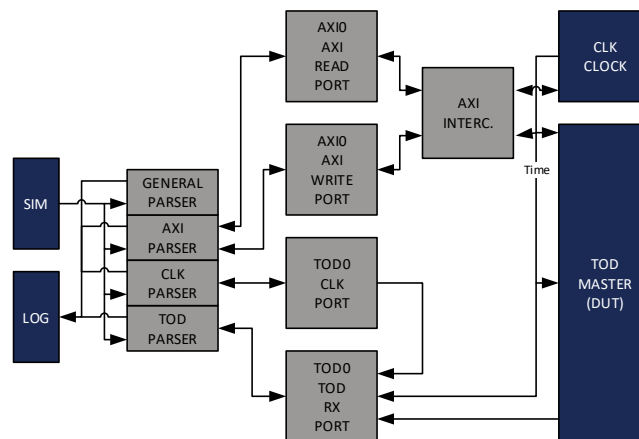 AXI0
AXI
READ
PORT
CLK
CLOCK
AXI
INTERC.
AXI0
AXI
WRITE
PORT
Time
SIM
GENERAL
PARSER
AXI
PARSER
CLK
PARSER
TOD
PARSER
LOG
TOD0
CLK
PORT
TOD
MASTER
(DUT)
TOD0
TOD
RX
PORT